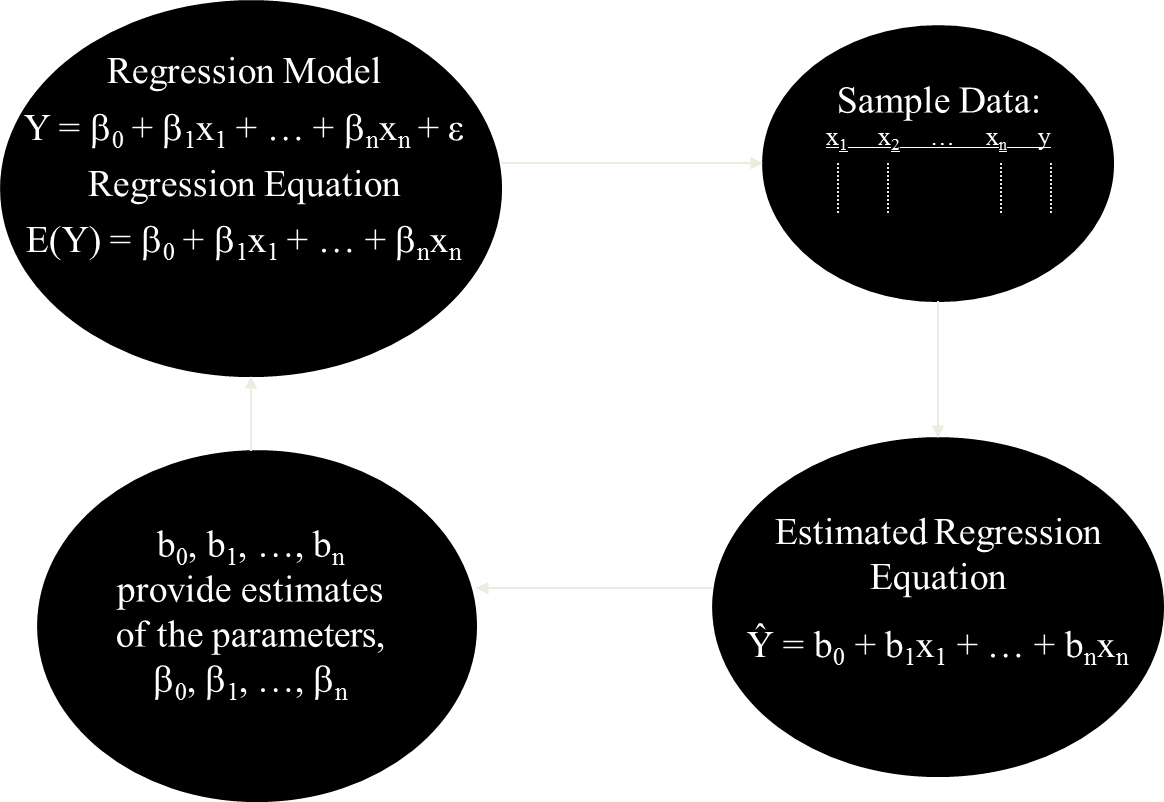 Regression Model
Y = β₀ + β₁x₁ + … + βₙxₙ + ε
Regression Equation
E(Y) = β₀ + β₁x₁ + … + βₙxₙ
Sample Data:
x₁ x₂ … xₙ y
Estimated Regression
Equation
Ŷ = b₀ + b₁x₁ + … + bₙxₙ
b₀, b₁, …, bₙ
provide estimates
of the parameters,
β₀, β₁, …, βₙ